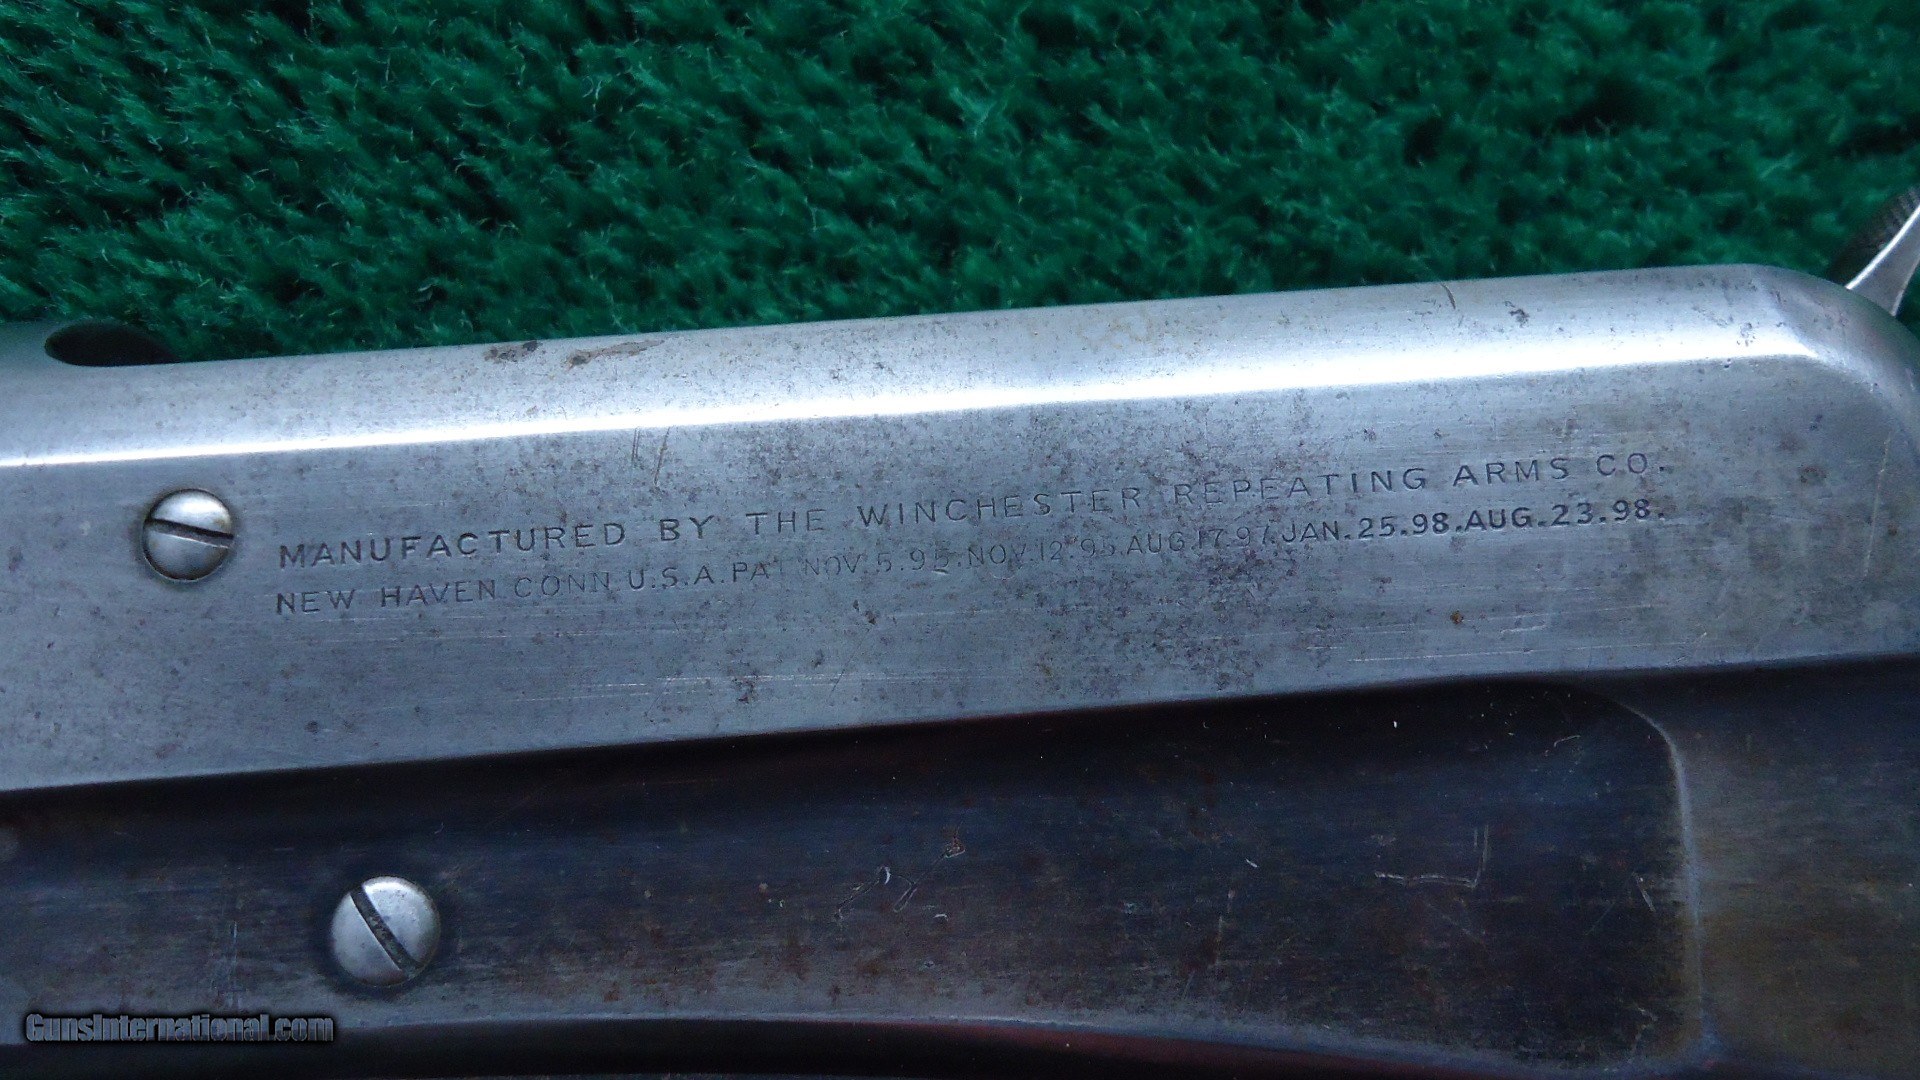 MANUFACTURED BY THE WINCHESTER REPEATING ARMS CO.
NEW HAVEN CONN. U.S.A. PAT. NOV. 5. 95. NOV. 12. 95. AUG. 17. 97. JAN. 25. 98. AUG. 23. 98.
GunsInternational.com